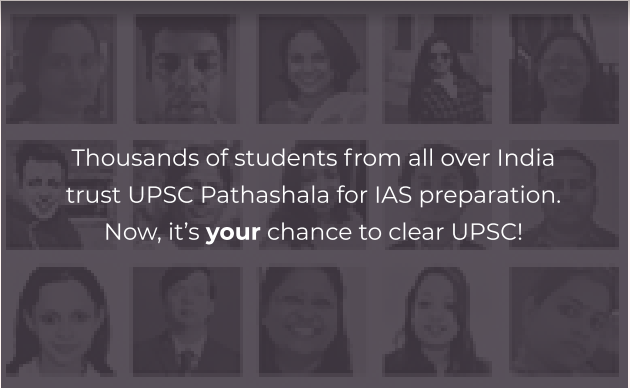 Thousands of students from all over India
trust UPSC Pathashala for IAS preparation.
Now, it’s your chance to clear UPSC!